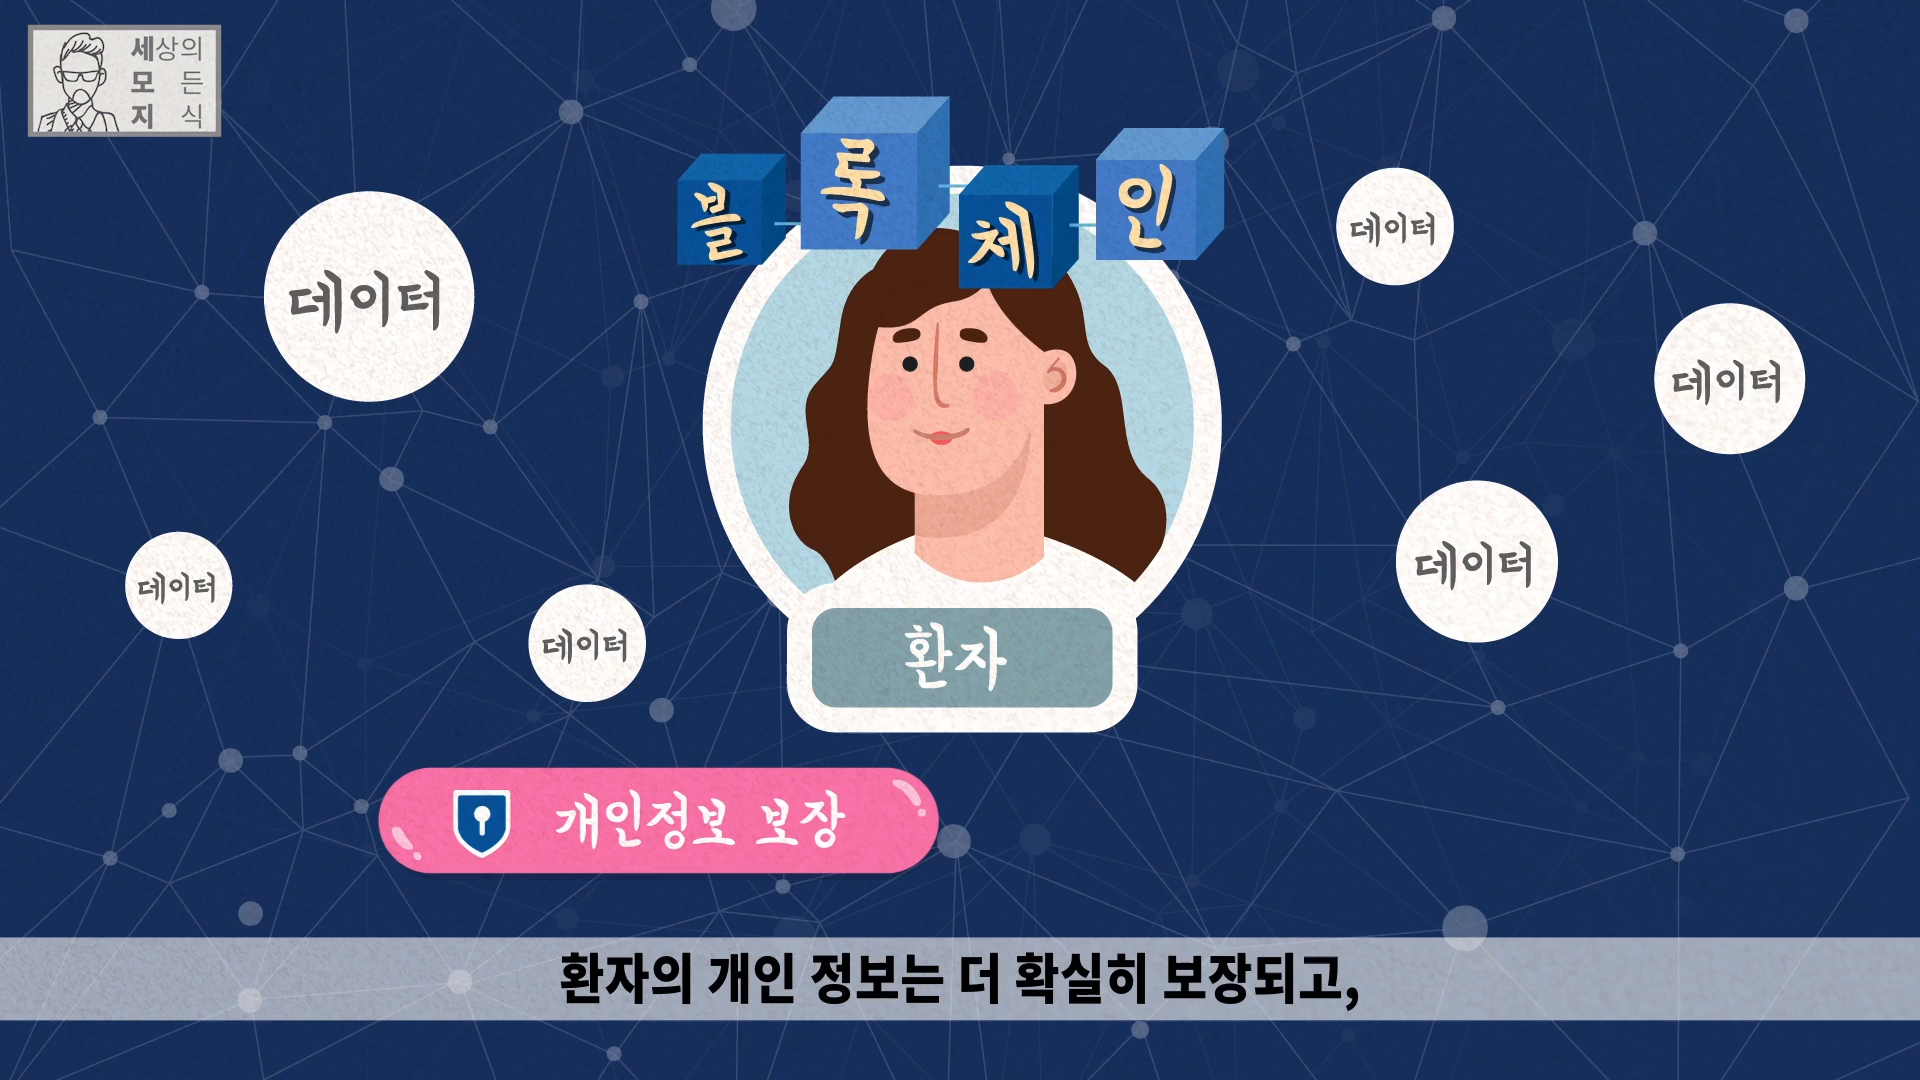 세상의
모든
지식
블록체인
데이터
데이터
데이터
데이터
데이터
데이터
환자
개인정보 보장
환자의 개인 정보는 더 확실히 보장되고,